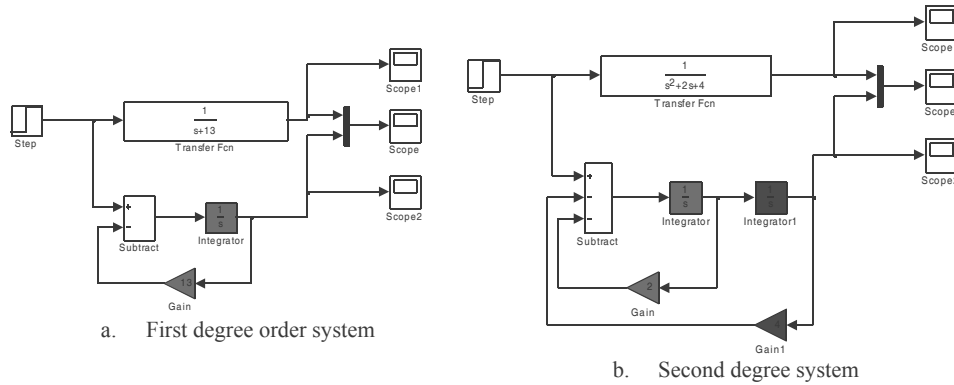 Step
1
s+13
Transfer Fcn
Scope1
Scope
Scope2
+
−
Subtract
1
s
Integrator
13
Gain
a. First degree order system
Step
1
s²+2s+4
Transfer Fcn
Scope
Scope
Scope
+
−
−
Subtract
1
s
Integrator
1
s
Integrator1
2
Gain
4
Gain1
b. Second degree system